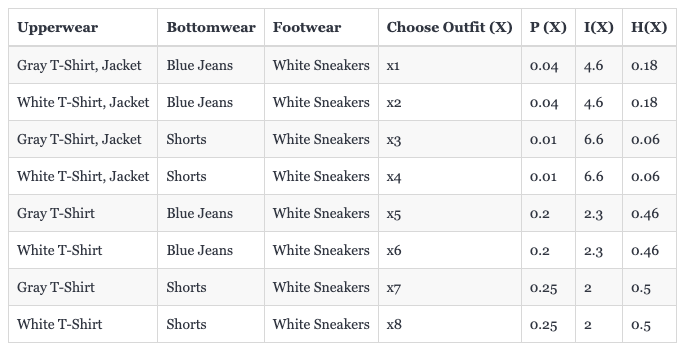 Upperwear Bottomwear Footwear Choose Outfit (X) P (X) I(X) H(X)
Gray T-Shirt, Jacket Blue Jeans White Sneakers x1 0.04 4.6 0.18
White T-Shirt, Jacket Blue Jeans White Sneakers x2 0.04 4.6 0.18
Gray T-Shirt, Jacket Shorts White Sneakers x3 0.01 6.6 0.06
White T-Shirt, Jacket Shorts White Sneakers x4 0.01 6.6 0.06
Gray T-Shirt Blue Jeans White Sneakers x5 0.2 2.3 0.46
White T-Shirt Blue Jeans White Sneakers x6 0.2 2.3 0.46
Gray T-Shirt Shorts White Sneakers x7 0.25 2 0.5
White T-Shirt Shorts White Sneakers x8 0.25 2 0.5